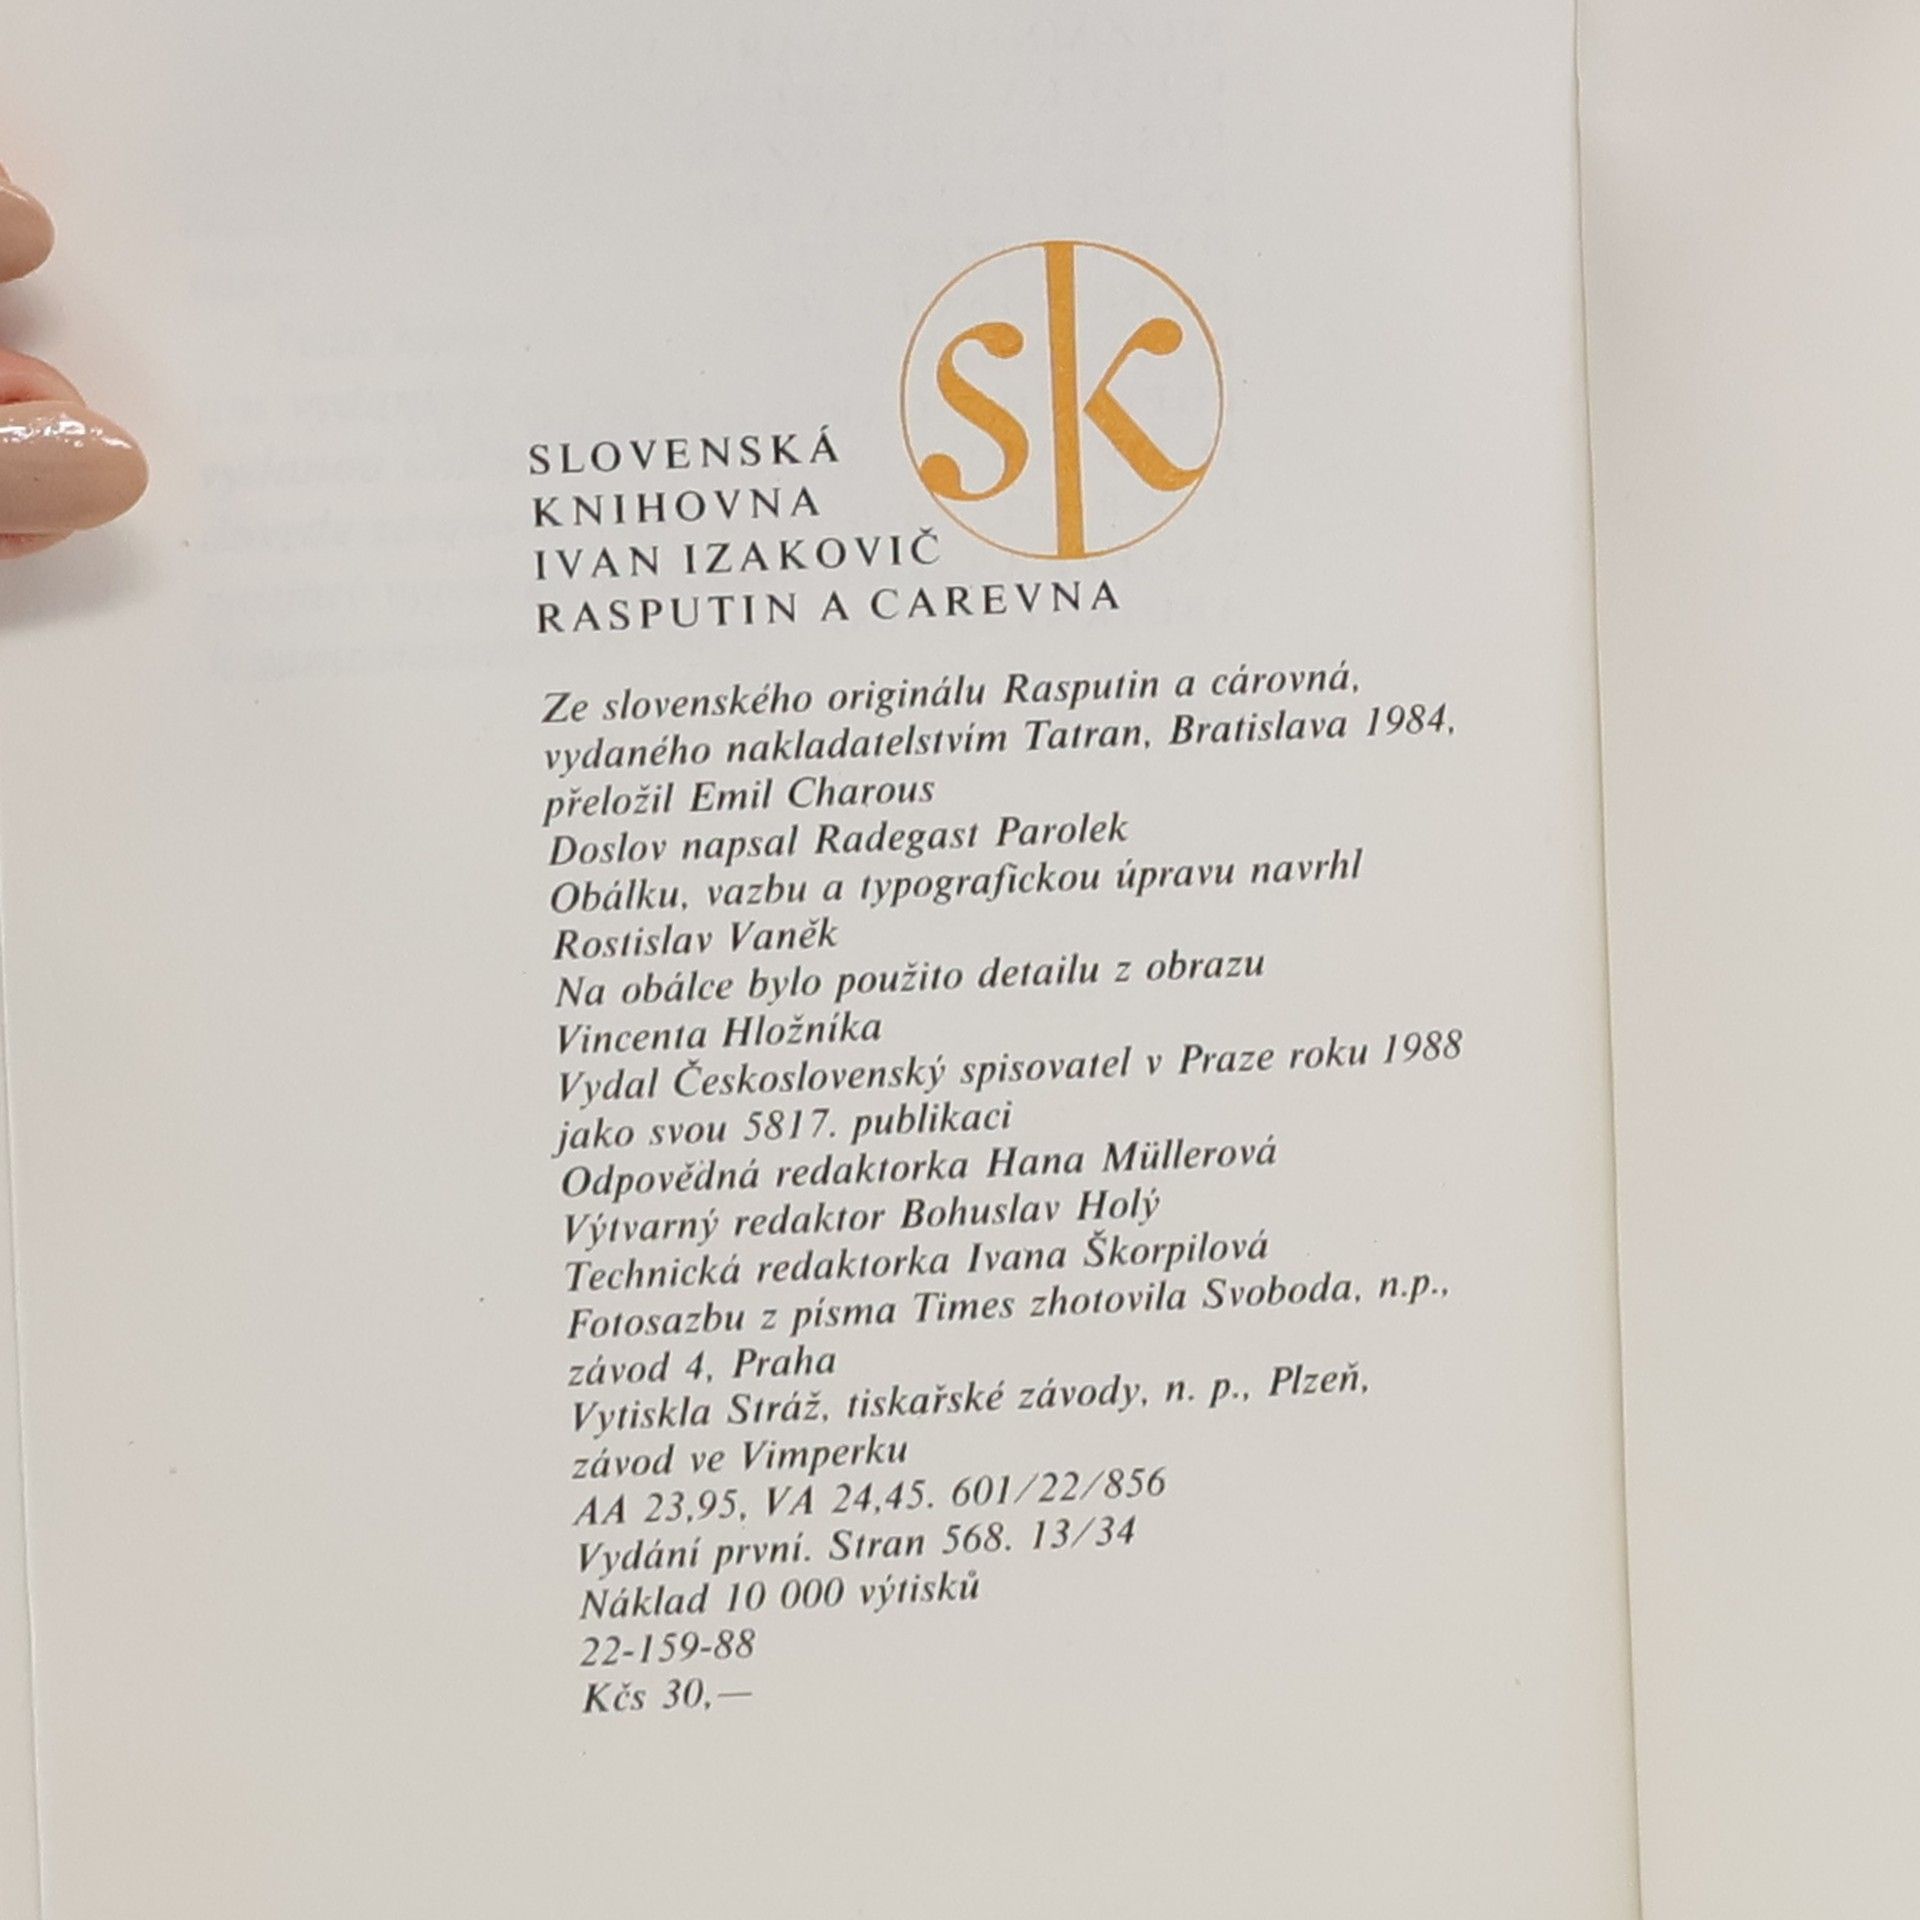 sk
SLOVENSKÁ
KNIHOVNA
IVAN IZAKOVIČ
RASPUTIN A CAREVNA
Ze slovenského originálu Rasputin a cárovná,
vydaného nakladatelstvím Tatran, Bratislava 1984,
přeložil Emil Charous
Doslov napsal Radegast Parolek
Obálku, vazbu a typografickou úpravu navrhl
Rostislav Vaněk
Na obálce bylo použito detailu z obrazu
Vincenta Hložníka
Vydal Československý spisovatel v Praze roku 1988
jako svou 5817. publikaci
Odpovědná redaktorka Hana Müllerová
Výtvarný redaktor Bohuslav Holý
Technická redaktorka Ivana Škorpilová
Fotosazbu z písma Times zhotovila Svoboda, n.p.,
závod 4, Praha
Vytiskla Stráž, tiskařské závody, n. p., Plzeň,
závod ve Vimperku
AA 23,95, VA 24,45. 601/22/856
Vydání první. Stran 568. 13/34
Náklad 10 000 výtisků
22-159-88
Kčs 30,—